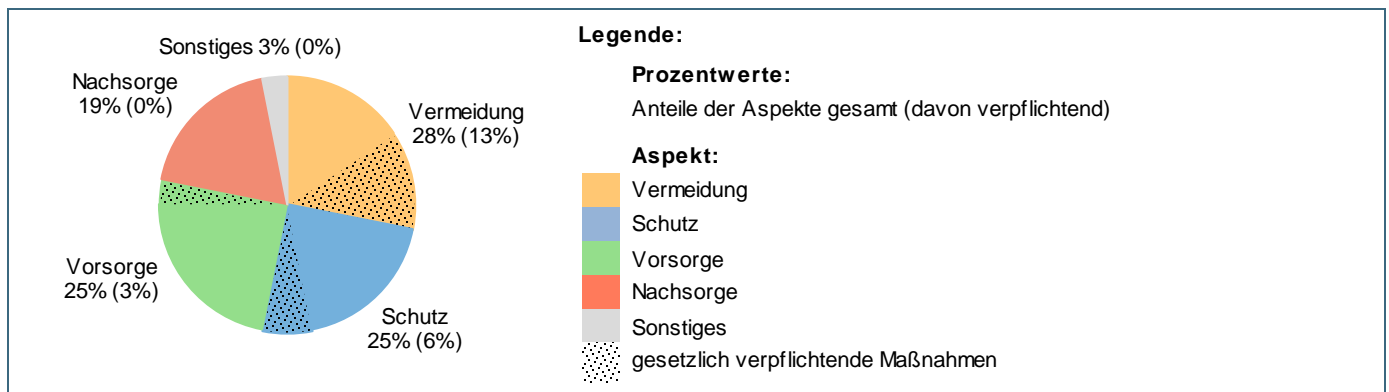 Sonstiges 3% (0%)
Nachsorge
19% (0%)
Vermeidung
28% (13%)
Vorsorge
25% (3%)
Schutz
25% (6%)
Legende:
Prozentwerte:
Anteile der Aspekte gesamt (davon verpflichtend)
Aspekt:
Vermeidung
Schutz
Vorsorge
Nachsorge
Sonstiges
gesetzlich verpflichtende Maßnahmen